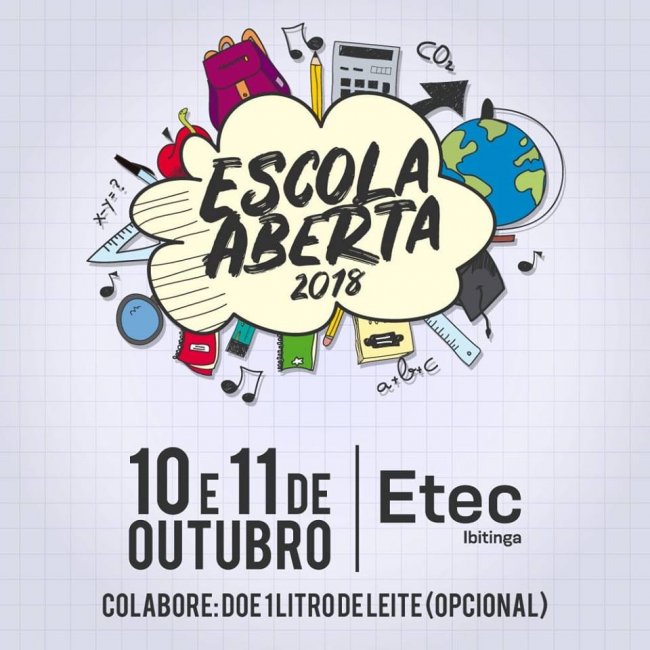 CO2
x-y=?
ESCOLA
ABERTA
2018
a+b+c
10 E 11 DE
OUTUBRO
Etec
Ibitinga
COLABORE: DOE 1 LITRO DE LEITE (OPCIONAL)